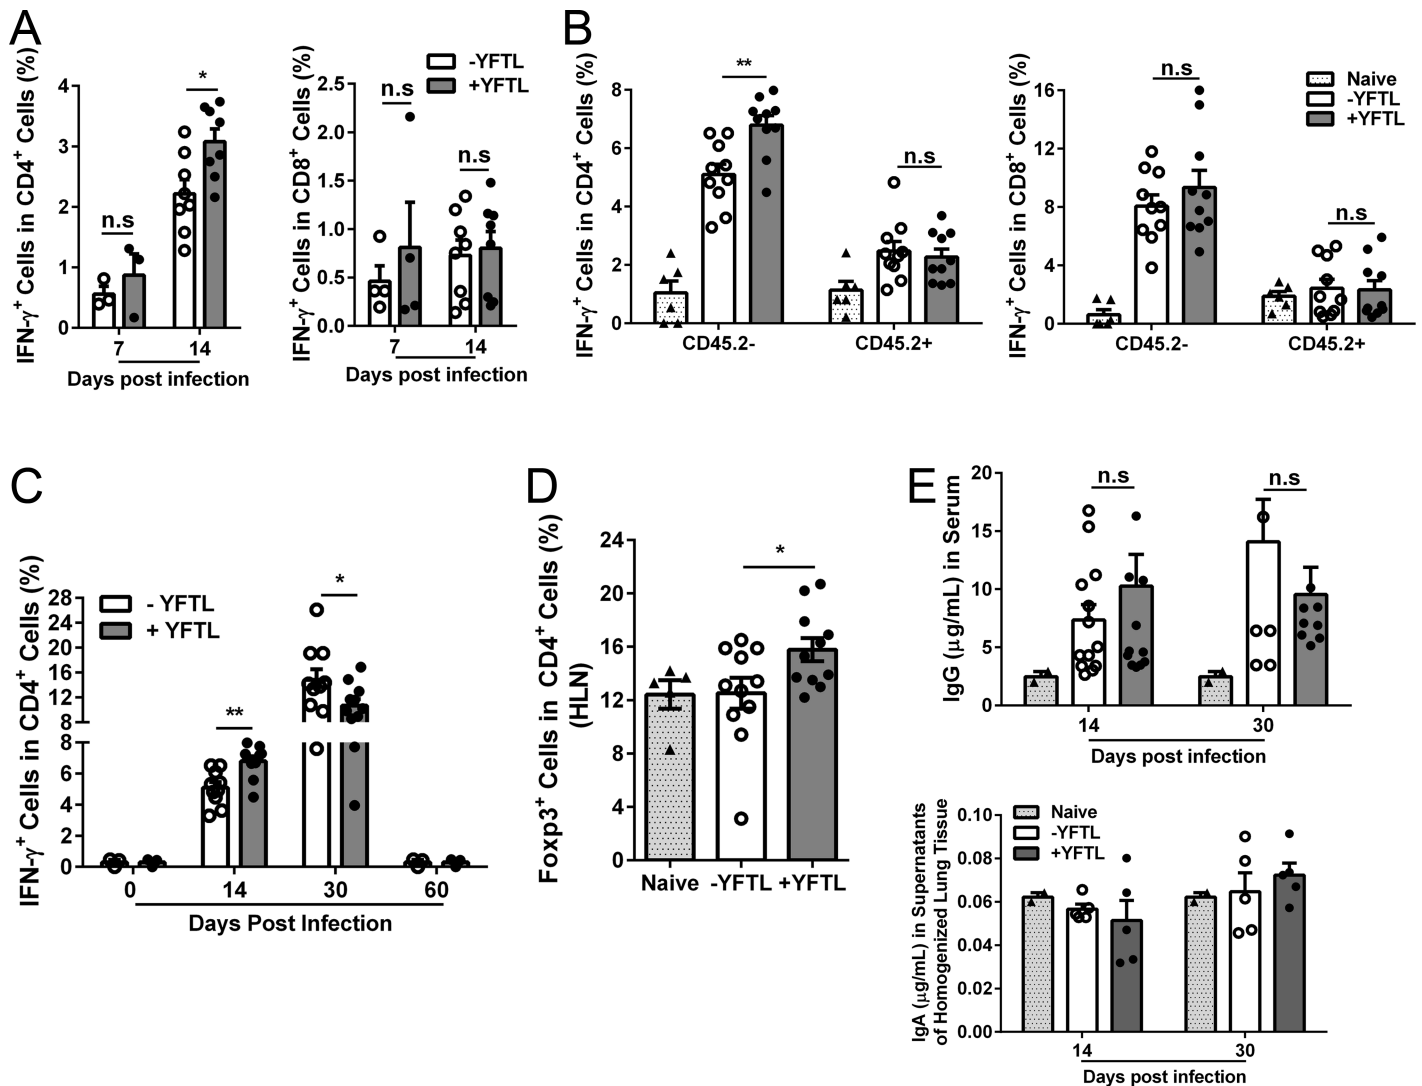 A
IFN-γ+ Cells in CD4+ Cells (%)
4
3
2
1
0
n.s
*
7
14
Days post infection
IFN-γ+ Cells in CD8+ Cells (%)
2.5
2.0
1.5
1.0
0.5
0.0
n.s
n.s
-YFTL
+YFTL
7
14
Days post infection
B
IFN-γ+ Cells in CD4+ Cells (%)
8
6
4
2
0
**
n.s
CD45.2-
CD45.2+
IFN-γ+ Cells in CD8+ Cells (%)
16
12
8
4
0
n.s
n.s
Naive
-YFTL
+YFTL
CD45.2-
CD45.2+
C
IFN-γ+ Cells in CD4+ Cells (%)
28
24
20
16
12
8
8
6
4
2
0
- YFTL
+ YFTL
**
*
0
14
30
60
Days Post Infection
D
Foxp3+ Cells in CD4+ Cells (%)
(HLN)
24
20
16
12
8
4
0
*
Naive
-YFTL
+YFTL
E
IgG (µg/mL) in Serum
20
15
10
5
0
n.s
n.s
14
30
Days post infection
IgA (µg/mL) in Supernatants
of Homogenized Lung Tissue
0.10
0.08
0.06
0.04
0.02
0.00
Naive
-YFTL
+YFTL
14
30
Days post infection